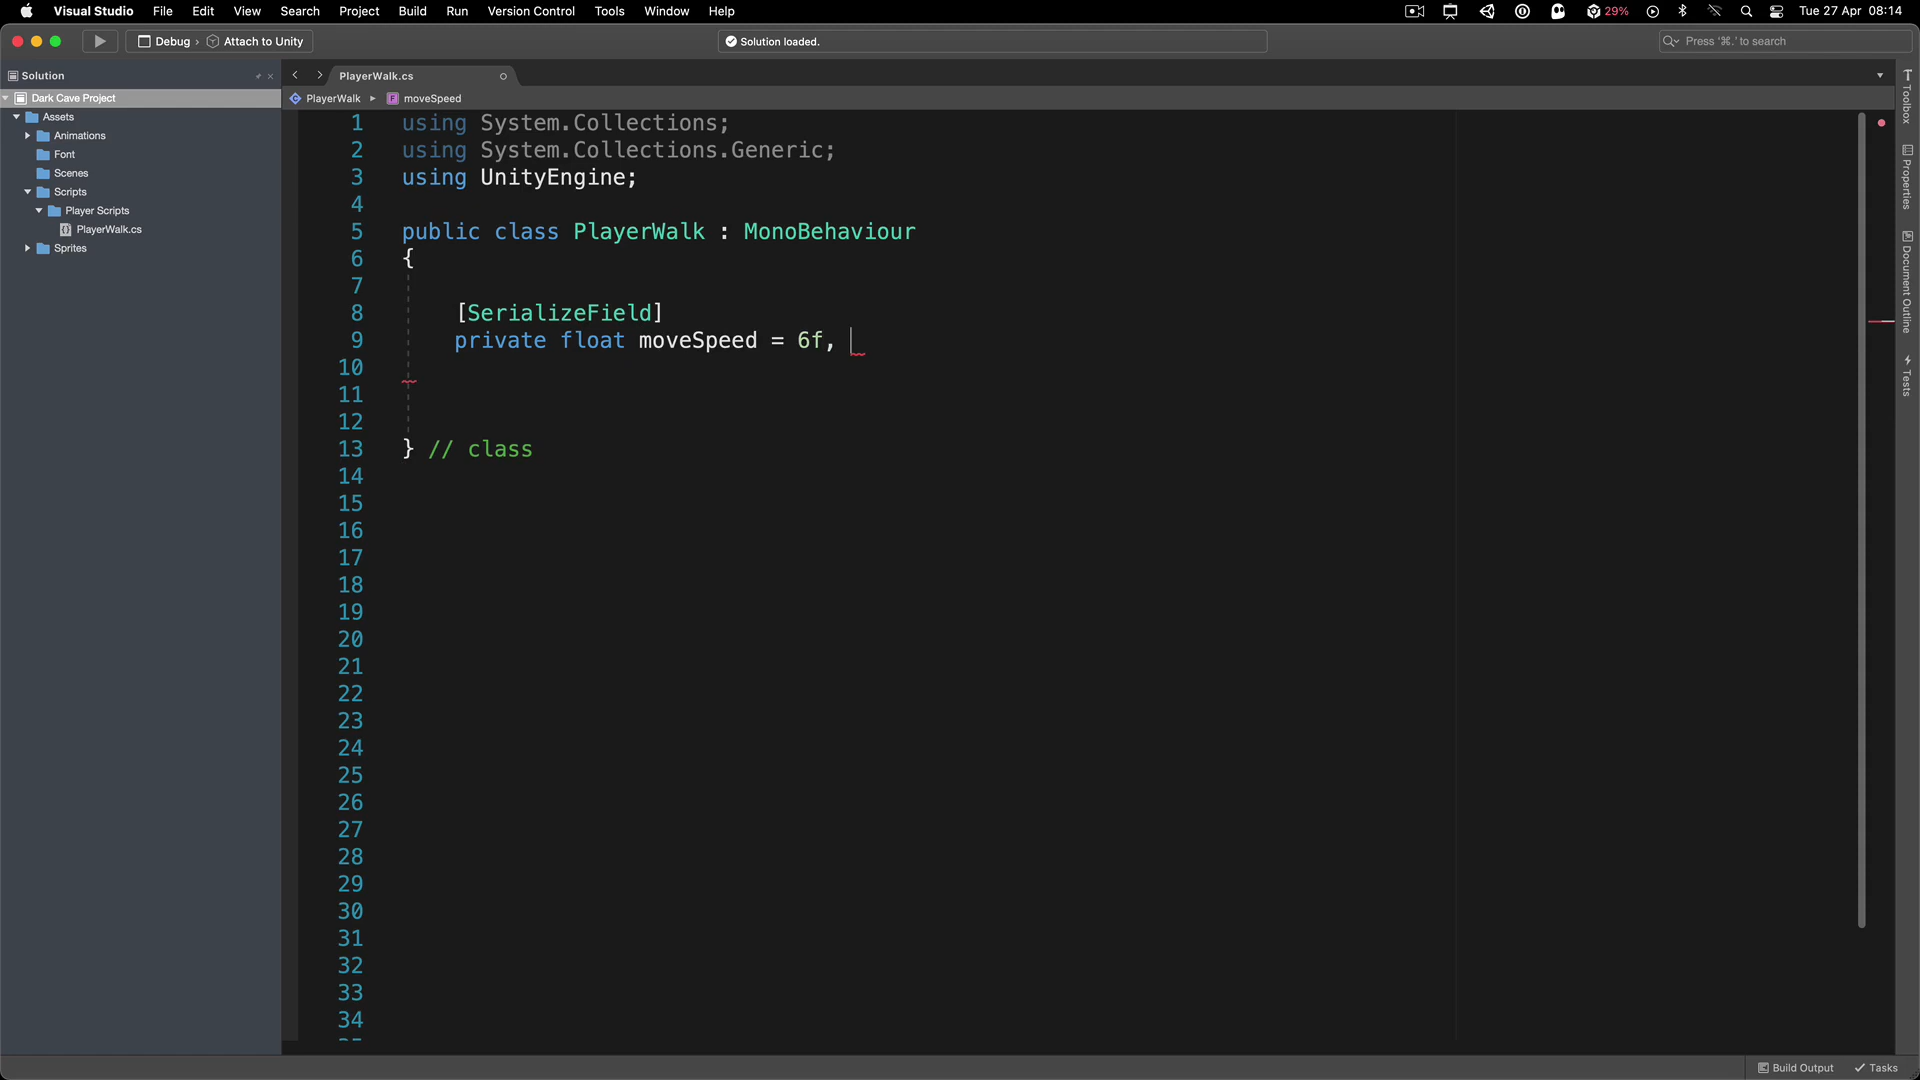 Visual Studio File Edit View Search Project Build Run Version Control Tools Window Help 29% Tue 27 Apr 08:14
Debug › Attach to Unity
Solution loaded.
Press '⌘.' to search
Solution
PlayerWalk.cs
Dark Cave Project
PlayerWalk ▸ moveSpeed
Assets
Animations
Font
Scenes
Scripts
Player Scripts
PlayerWalk.cs
Sprites
1 using System.Collections;
2 using System.Collections.Generic;
3 using UnityEngine;
4
5 public class PlayerWalk : MonoBehaviour
6 {
7
8 [SerializeField]
9 private float moveSpeed = 6f,
10
11
12
13 } // class
14
15
16
17
18
19
20
21
22
23
24
25
26
27
28
29
30
31
32
33
34
Toolbox
Properties
Document Outline
Tests
Build Output
Tasks